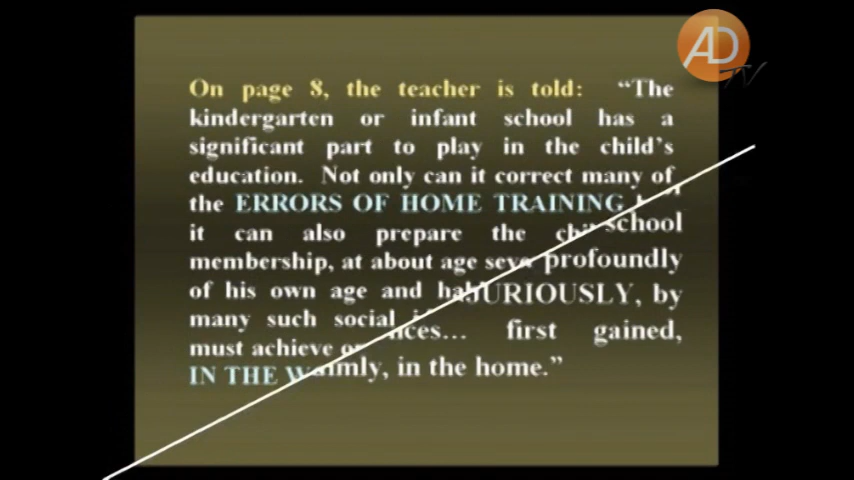 AD
TV
On page 8, the teacher is told: “The
kindergarten or infant school has a
significant part to play in the child’s
education. Not only can it correct many of
the ERRORS OF HOME TRAINING
it can also prepare the school
membership, at about age profoundly
of his own age and by
many such social first gained,
must achieve in the home.”
IN THE